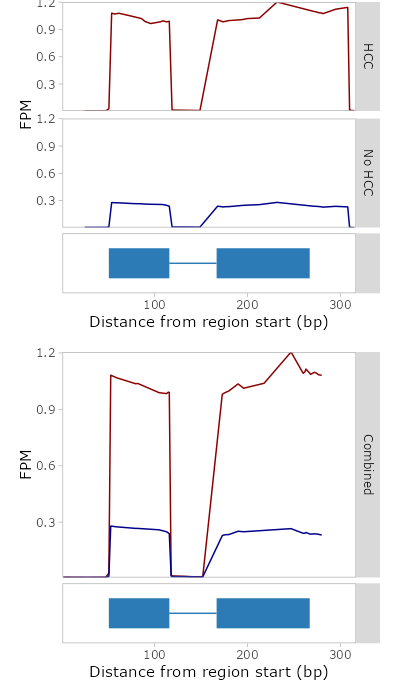 1.2
0.9
0.6
0.3
HCC
FPM
1.2
0.9
0.6
0.3
No HCC
100 200 300
Distance from region start (bp)
1.2
0.9
0.6
0.3
FPM
Combined
100 200 300
Distance from region start (bp)